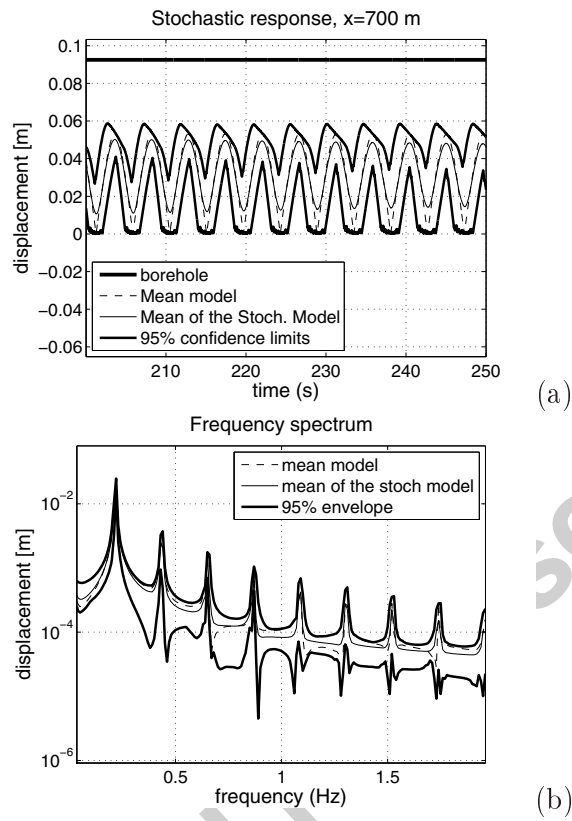 Stochastic response, x=700 m
0.1
0.08
0.06
0.04
0.02
0
−0.02
−0.04
−0.06
displacement [m]
borehole
Mean model
Mean of the Stoch. Model
95% confidence limits
210 220 230 240 250
time (s)
(a)
Frequency spectrum
10^-2
10^-4
10^-6
displacement [m]
mean model
mean of the stoch model
95% envelope
0.5 1 1.5
frequency (Hz)
(b)